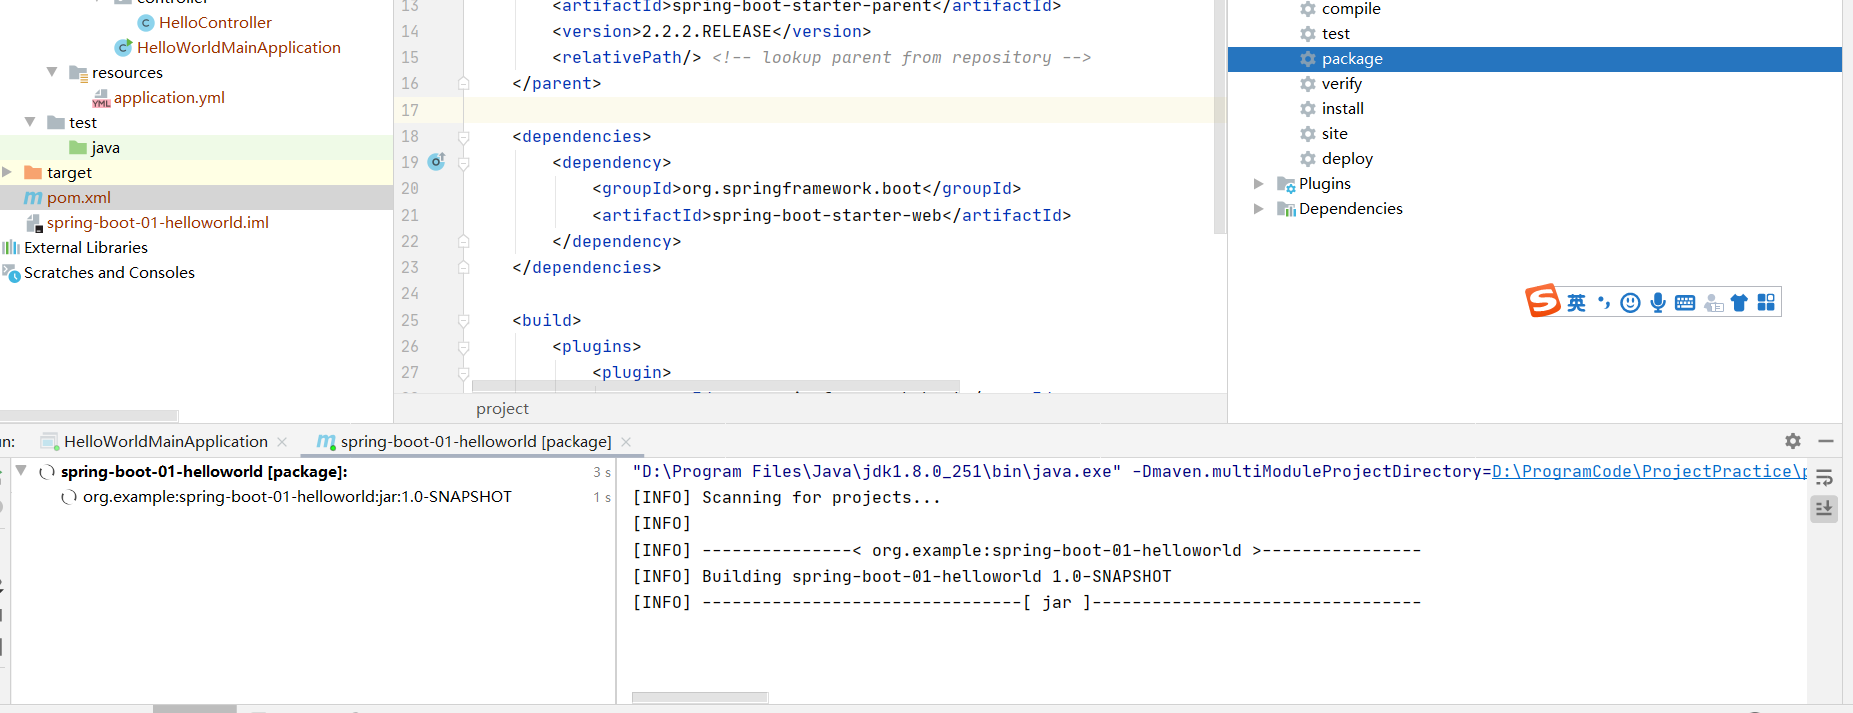 controller
HelloController
HelloWorldMainApplication
resources
application.yml
test
java
target
pom.xml
spring-boot-01-helloworld.iml
External Libraries
Scratches and Consoles
13 <artifactId>spring-boot-starter-parent</artifactId>
14 <version>2.2.2.RELEASE</version>
15 <relativePath/> <!-- lookup parent from repository -->
16 </parent>
17
18 <dependencies>
19 <dependency>
20 <groupId>org.springframework.boot</groupId>
21 <artifactId>spring-boot-starter-web</artifactId>
22 </dependency>
23 </dependencies>
24
25 <build>
26 <plugins>
27 <plugin>
project
compile
test
package
verify
install
site
deploy
Plugins
Dependencies
英
HelloWorldMainApplication
spring-boot-01-helloworld [package]
spring-boot-01-helloworld [package]: 3 s
org.example:spring-boot-01-helloworld:jar:1.0-SNAPSHOT 1 s
"D:\Program Files\Java\jdk1.8.0_251\bin\java.exe" -Dmaven.multiModuleProjectDirectory=D:\ProgramCode\ProjectPractice\p
[INFO] Scanning for projects...
[INFO]
[INFO] ---------------< org.example:spring-boot-01-helloworld >----------------
[INFO] Building spring-boot-01-helloworld 1.0-SNAPSHOT
[INFO] --------------------------------[ jar ]---------------------------------